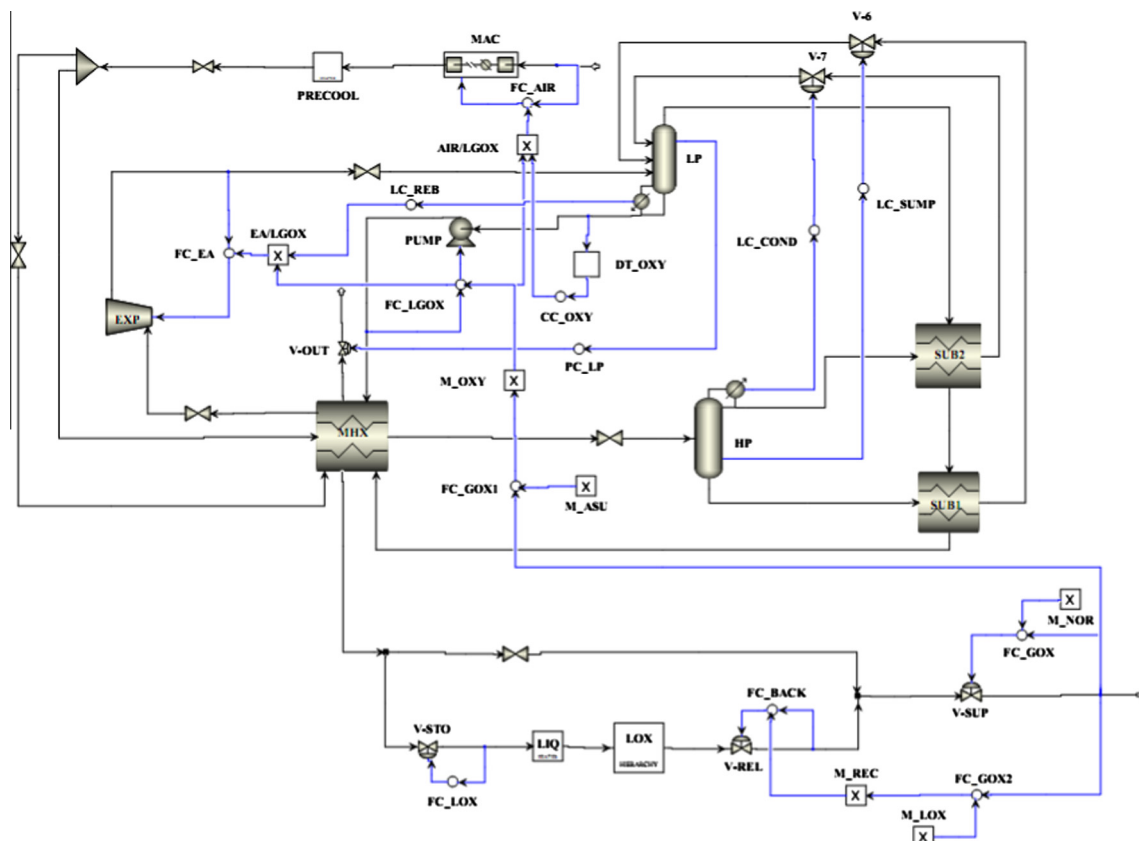 V-6
MAC
V-7
PRECOOL
FC_AIR
AIR/LGOX
X
LP
LC_REB
LC_SUMP
EA/LGOX
X
PUMP
LC_COND
FC_EA
DT_OXY
FC_LGOX
CC_OXY
EXP
V-OUT
PC_LP
SUB2
M_OXY
X
MHX
HP
FC_GOX1
X
M_ASU
SUB1
X
M_NOR
FC_GOX
FC_BACK
V-STO
V-SUP
LIQ
LOX
HIERARCHY
V-REL
FC_LOX
M_REC
X
FC_GOX2
M_LOX
X